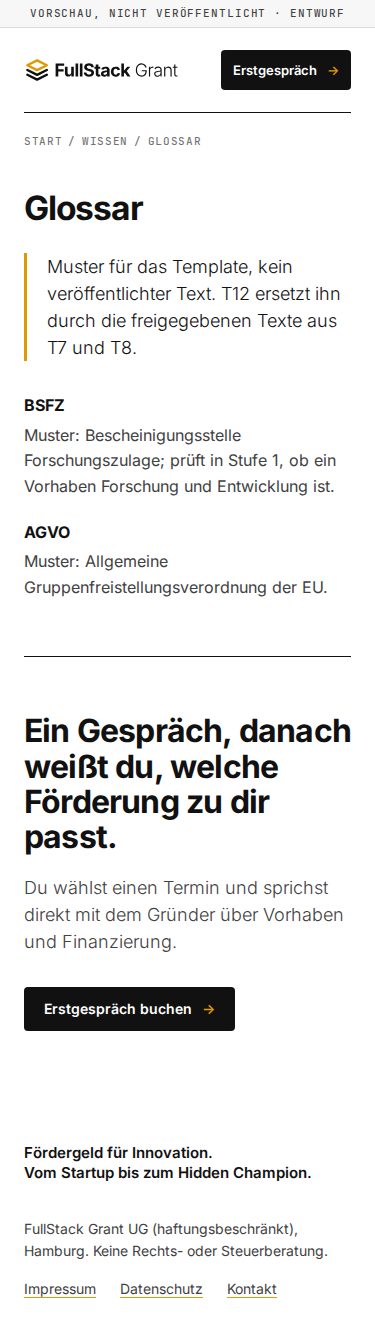 VORSCHAU, NICHT VERÖFFENTLICHT · ENTWURF
FullStack Grant
Erstgespräch →
START / WISSEN / GLOSSAR
Glossar
Muster für das Template, kein
veröffentlichter Text. T12 ersetzt ihn
durch die freigegebenen Texte aus
T7 und T8.
BSFZ
Muster: Bescheinigungsstelle
Forschungszulage; prüft in Stufe 1, ob ein
Vorhaben Forschung und Entwicklung ist.
AGVO
Muster: Allgemeine
Gruppenfreistellungsverordnung der EU.
Ein Gespräch, danach
weißt du, welche
Förderung zu dir
passt.
Du wählst einen Termin und sprichst
direkt mit dem Gründer über Vorhaben
und Finanzierung.
Erstgespräch buchen →
Fördergeld für Innovation.
Vom Startup bis zum Hidden Champion.
FullStack Grant UG (haftungsbeschränkt),
Hamburg. Keine Rechts- oder Steuerberatung.
Impressum Datenschutz Kontakt